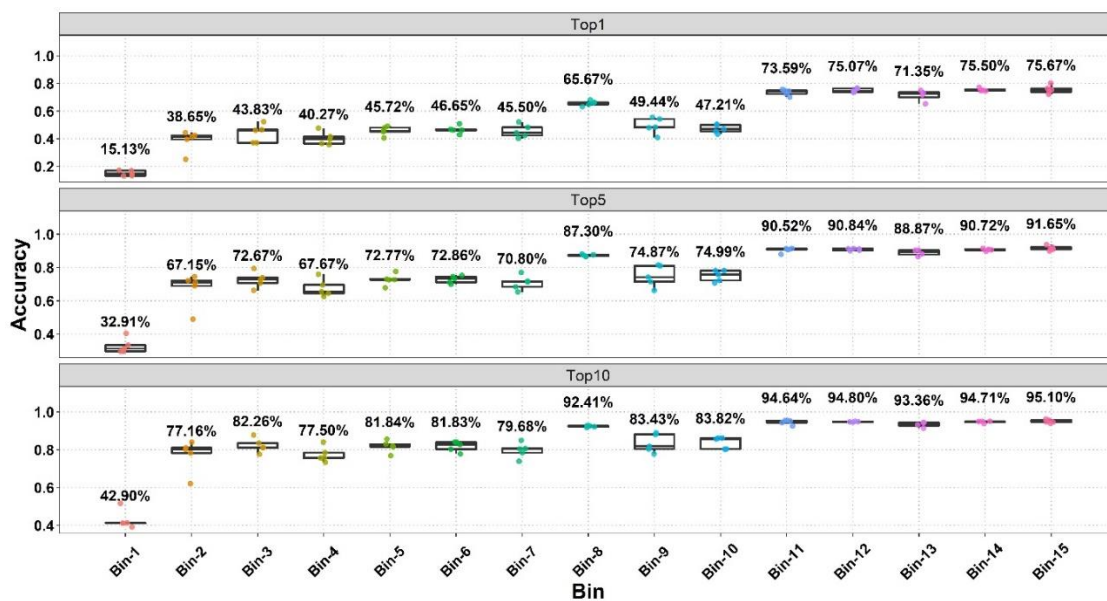 Top1
1.0
0.8
0.6
0.4
0.2
15.13%
38.65%
43.83%
40.27%
45.72%
46.65%
45.50%
65.67%
49.44%
47.21%
73.59%
75.07%
71.35%
75.50%
75.67%
Top5
1.0
0.8
0.6
0.4
32.91%
67.15%
72.67%
67.67%
72.77%
72.86%
70.80%
87.30%
74.87%
74.99%
90.52%
90.84%
88.87%
90.72%
91.65%
Accuracy
Top10
1.0
0.8
0.6
0.4
42.90%
77.16%
82.26%
77.50%
81.84%
81.83%
79.68%
92.41%
83.43%
83.82%
94.64%
94.80%
93.36%
94.71%
95.10%
Bin-1
Bin-2
Bin-3
Bin-4
Bin-5
Bin-6
Bin-7
Bin-8
Bin-9
Bin-10
Bin-11
Bin-12
Bin-13
Bin-14
Bin-15
Bin